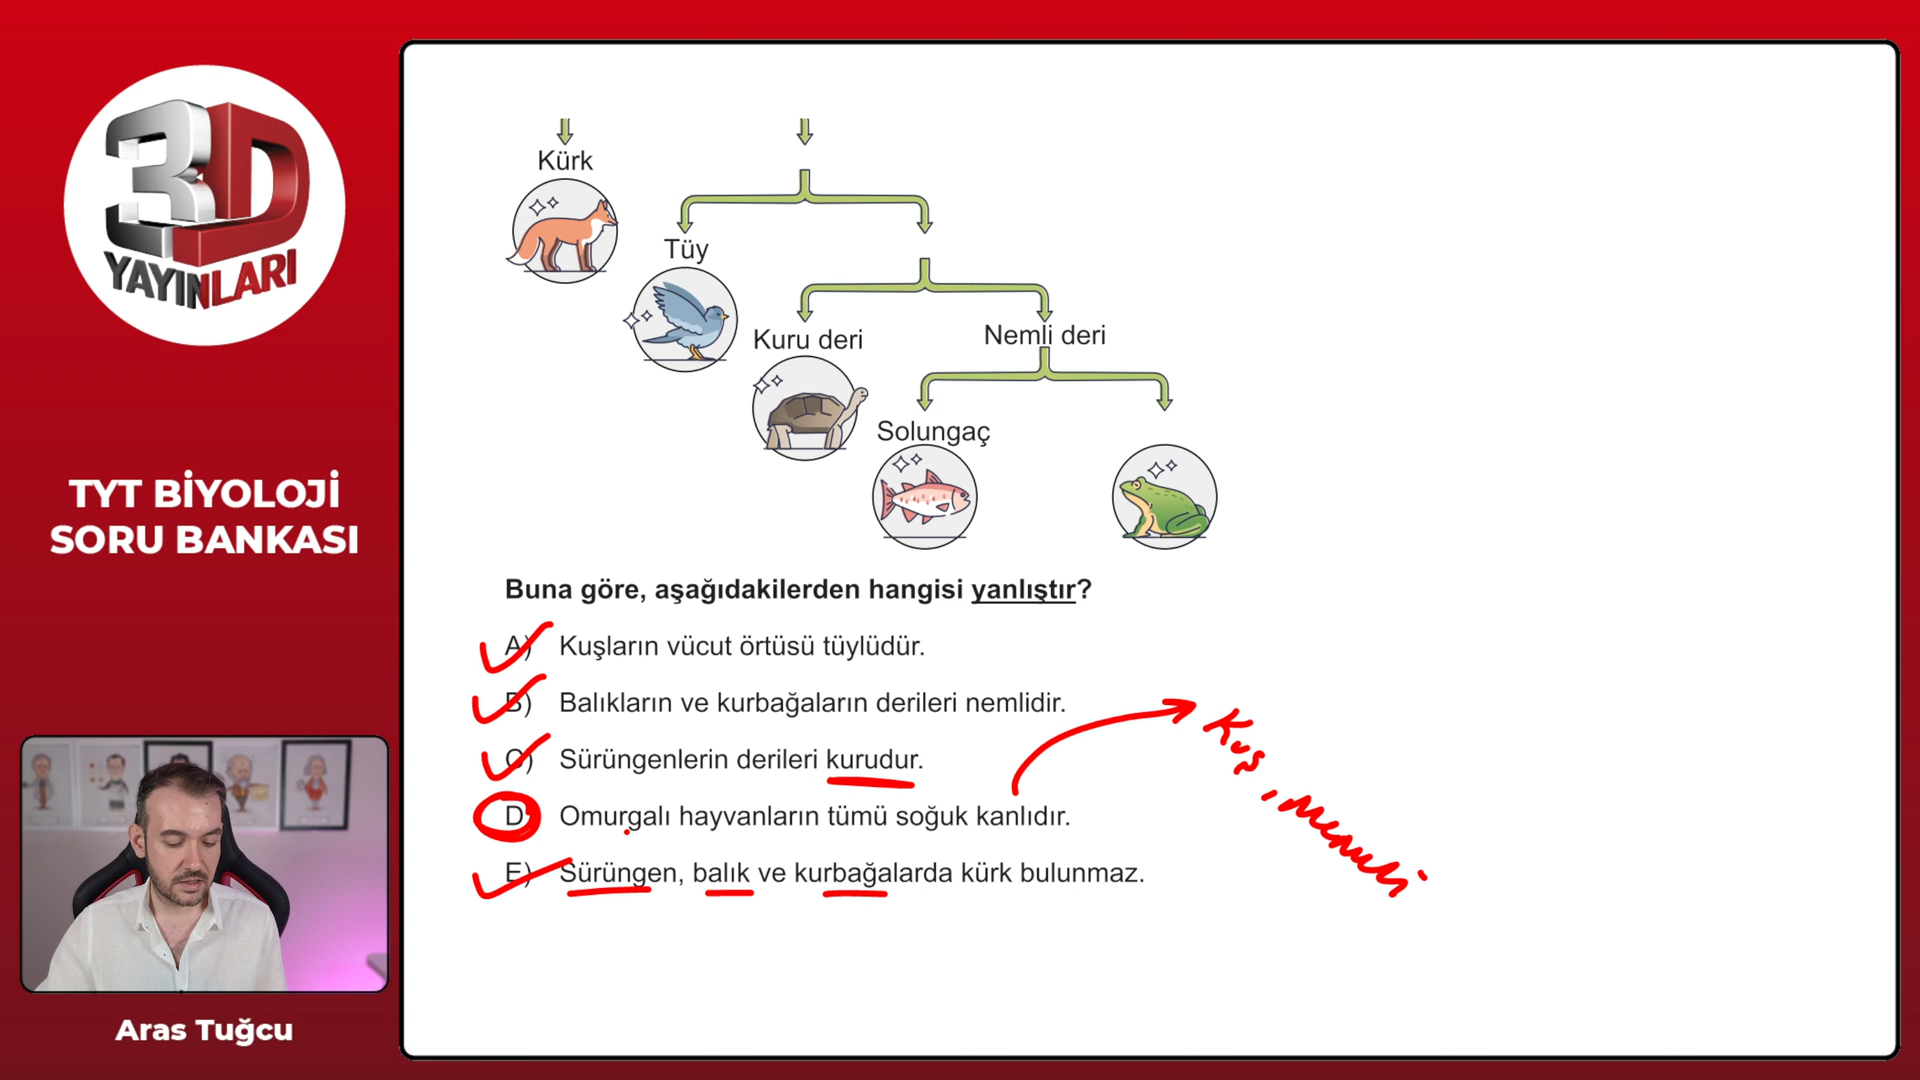 3D
YAYINLARI
TYT BİYOLOJİ
SORU BANKASI
Aras Tuğcu
Kürk
Tüy
Kuru deri
Nemli deri
Solungaç
Buna göre, aşağıdakilerden hangisi yanlıştır?
A) Kuşların vücut örtüsü tüylüdür.
B) Balıkların ve kurbağaların derileri nemlidir.
C) Sürüngenlerin derileri kurudur.
D) Omurgalı hayvanların tümü soğuk kanlıdır.
E) Sürüngen, balık ve kurbağalarda kürk bulunmaz.
Kuş, memeli